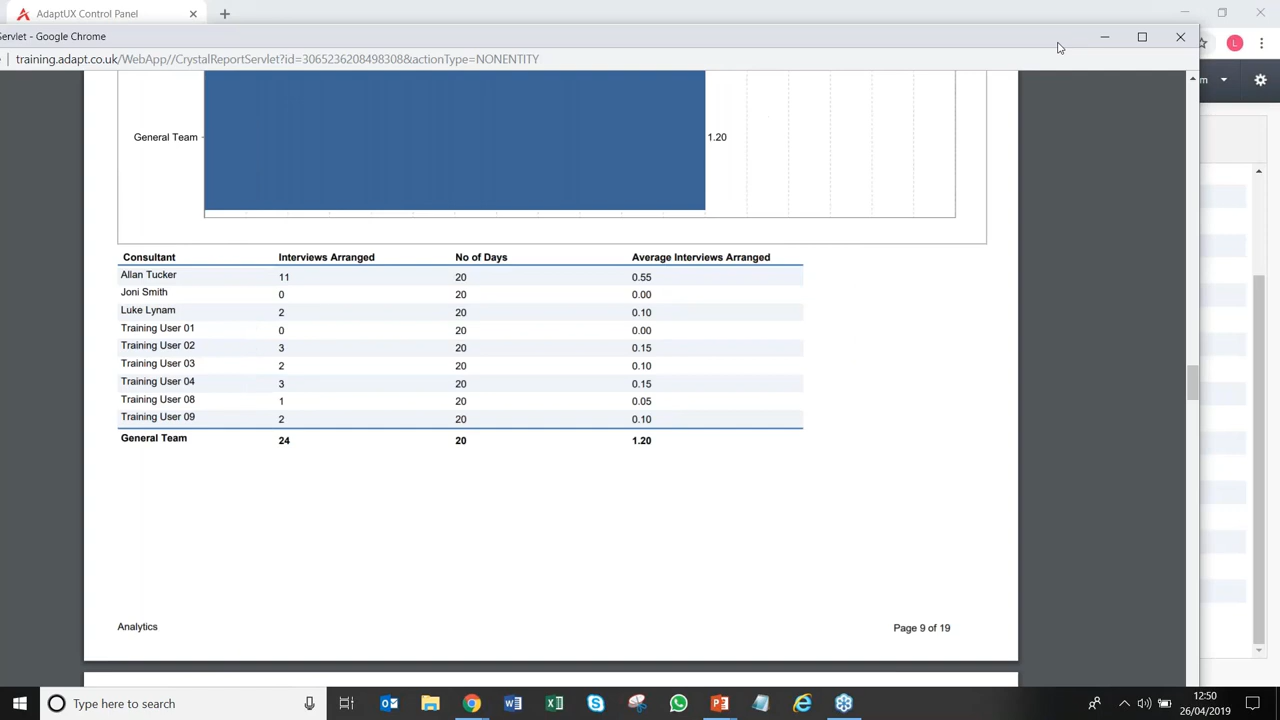 AdaptUX Control Panel
Servlet - Google Chrome
training.adapt.co.uk/WebApp//CrystalReportServlet?id=3065236208498308&actionType=NONENTITY
L
m
General Team
1.20
Consultant Interviews Arranged No of Days Average Interviews Arranged
Allan Tucker 11 20 0.55
Joni Smith 0 20 0.00
Luke Lynam 2 20 0.10
Training User 01 0 20 0.00
Training User 02 3 20 0.15
Training User 03 2 20 0.10
Training User 04 3 20 0.15
Training User 08 1 20 0.05
Training User 09 2 20 0.10
General Team 24 20 1.20
Analytics Page 9 of 19
Type here to search
12:50
26/04/2019